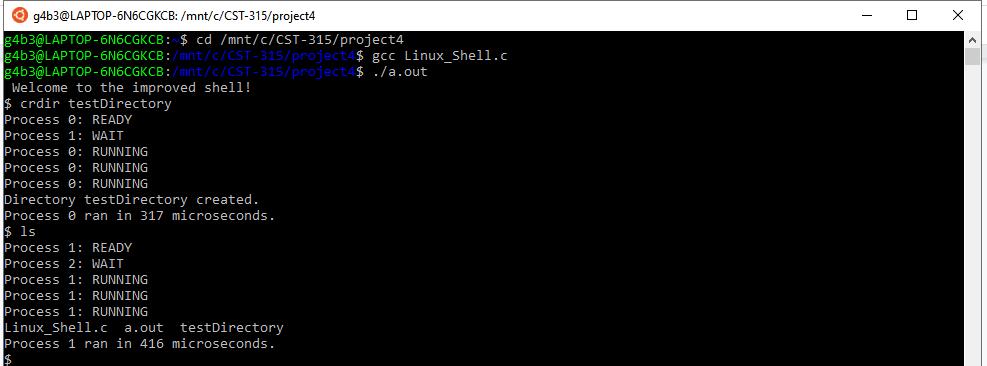 g4b3@LAPTOP-6N6CGKCB: /mnt/c/CST-315/project4
g4b3@LAPTOP-6N6CGKCB:~$ cd /mnt/c/CST-315/project4
g4b3@LAPTOP-6N6CGKCB:/mnt/c/CST-315/project4$ gcc Linux_Shell.c
g4b3@LAPTOP-6N6CGKCB:/mnt/c/CST-315/project4$ ./a.out
 Welcome to the improved shell!
$ crdir testDirectory
Process 0: READY
Process 1: WAIT
Process 0: RUNNING
Process 0: RUNNING
Process 0: RUNNING
Directory testDirectory created.
Process 0 ran in 317 microseconds.
$ ls
Process 1: READY
Process 2: WAIT
Process 1: RUNNING
Process 1: RUNNING
Process 1: RUNNING
Linux_Shell.c  a.out  testDirectory
Process 1 ran in 416 microseconds.
$